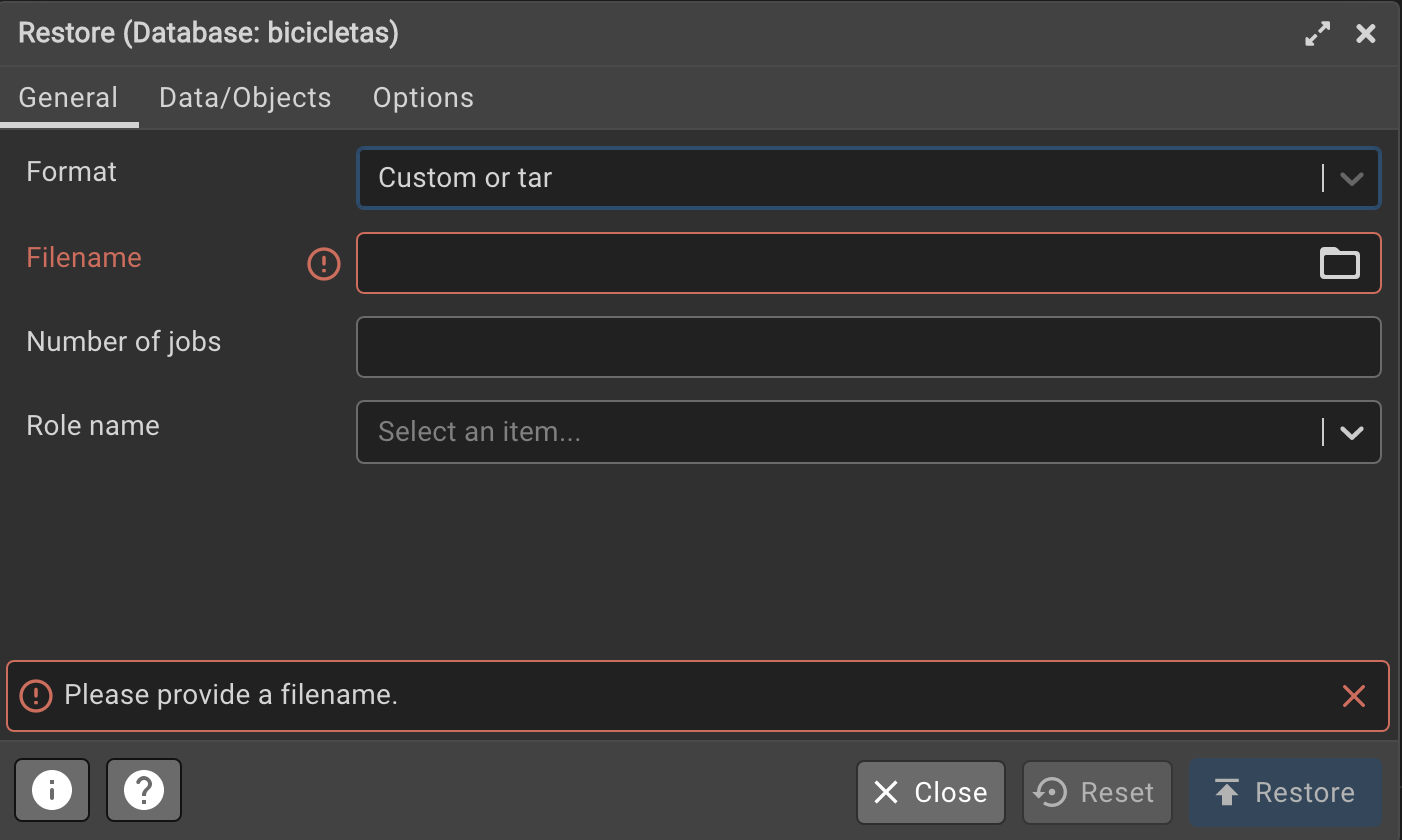 Restore (Database: bicicletas)
General Data/Objects Options
Format Custom or tar
Filename
Number of jobs
Role name Select an item...
Please provide a filename.
Close Reset Restore